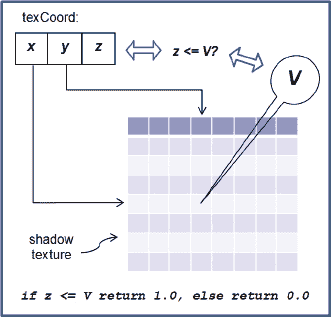 texCoord:
x y z
z <= V?
V
shadow
texture
if z <= V return 1.0, else return 0.0